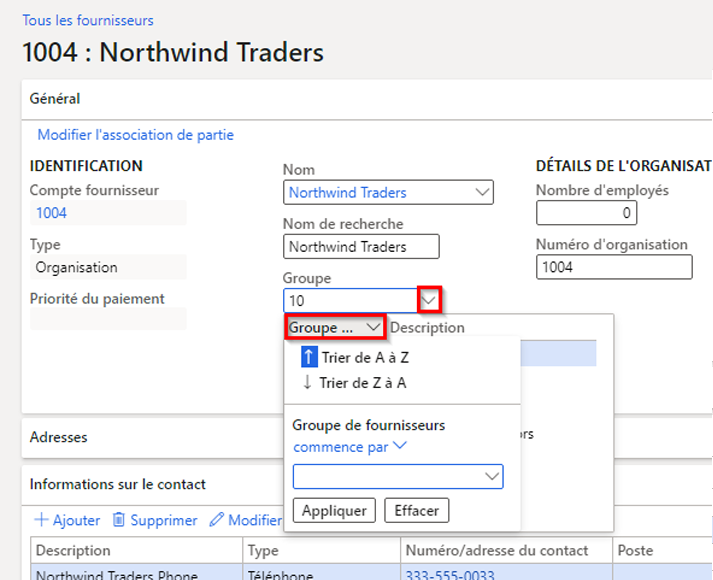 Tous les fournisseurs
1004 : Northwind Traders
Général
Modifier l'association de partie
IDENTIFICATION
Compte fournisseur
1004
Type
Organisation
Priorité du paiement
Nom
Northwind Traders
Nom de recherche
Northwind Traders
Groupe
10
Groupe ... Description
Trier de A à Z
Trier de Z à A
Groupe de fournisseurs
commence par
Appliquer Effacer
DÉTAILS DE L'ORGANISAT
Nombre d'employés
0
Numéro d'organisation
1004
Adresses
Informations sur le contact
Ajouter Supprimer Modifier
Description Type Numéro/adresse du contact Poste
Northwind Traders Phone Téléphone 333-555-0033